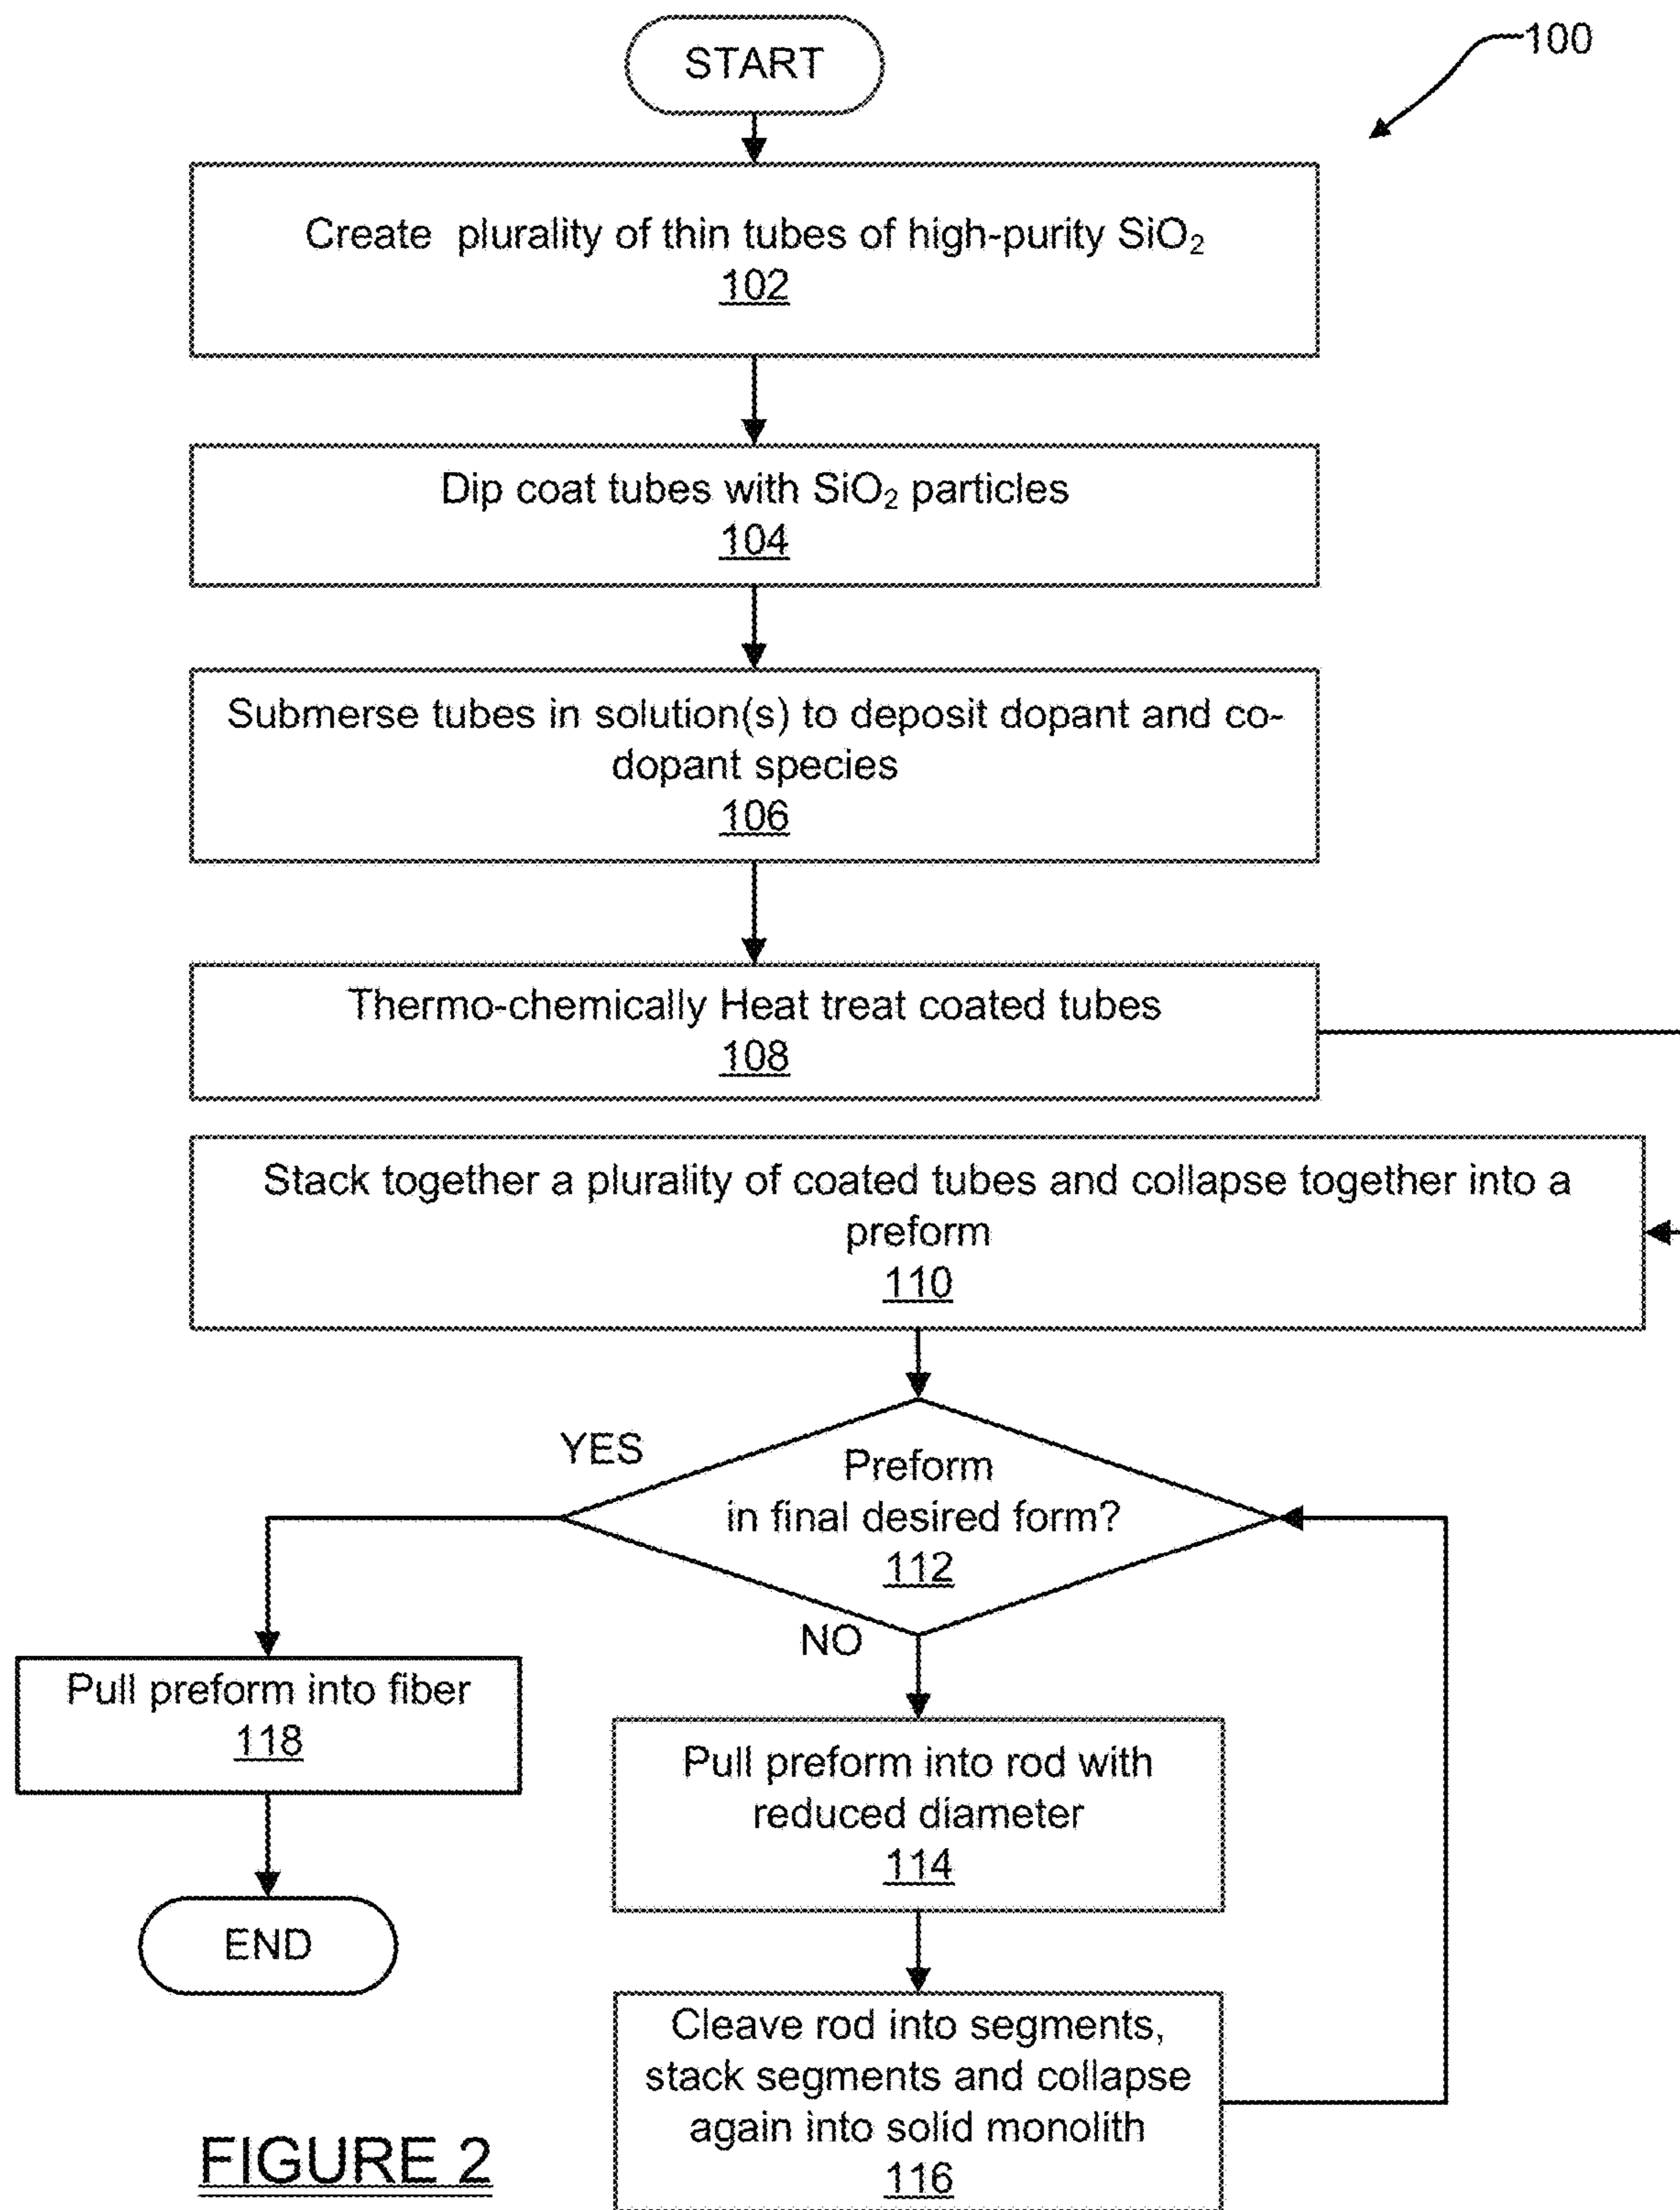 START
100
Create plurality of thin tubes of high-purity SiO₂
102
Dip coat tubes with SiO₂ particles
104
Submerse tubes in solution(s) to deposit dopant and co-
dopant species
106
Thermo-chemically Heat treat coated tubes
108
Stack together a plurality of coated tubes and collapse together into a
preform
110
YES
Preform
in final desired form?
112
NO
Pull preform into fiber
118
Pull preform into rod with
reduced diameter
114
END
Cleave rod into segments,
stack segments and collapse
again into solid monolith
116
FIGURE 2